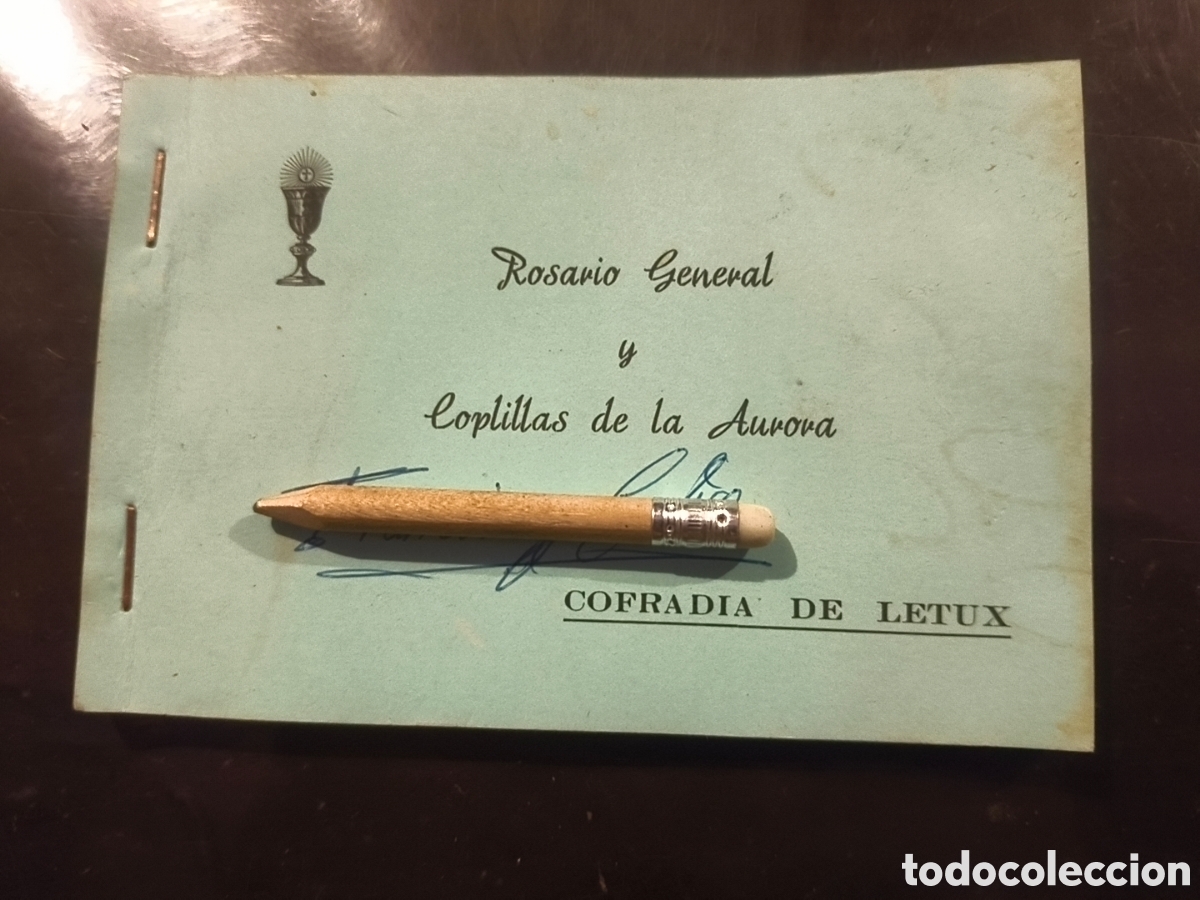 Rosario General
y
Coplillas de la Aurora
COFRADIA DE LETUX
todocoleccion